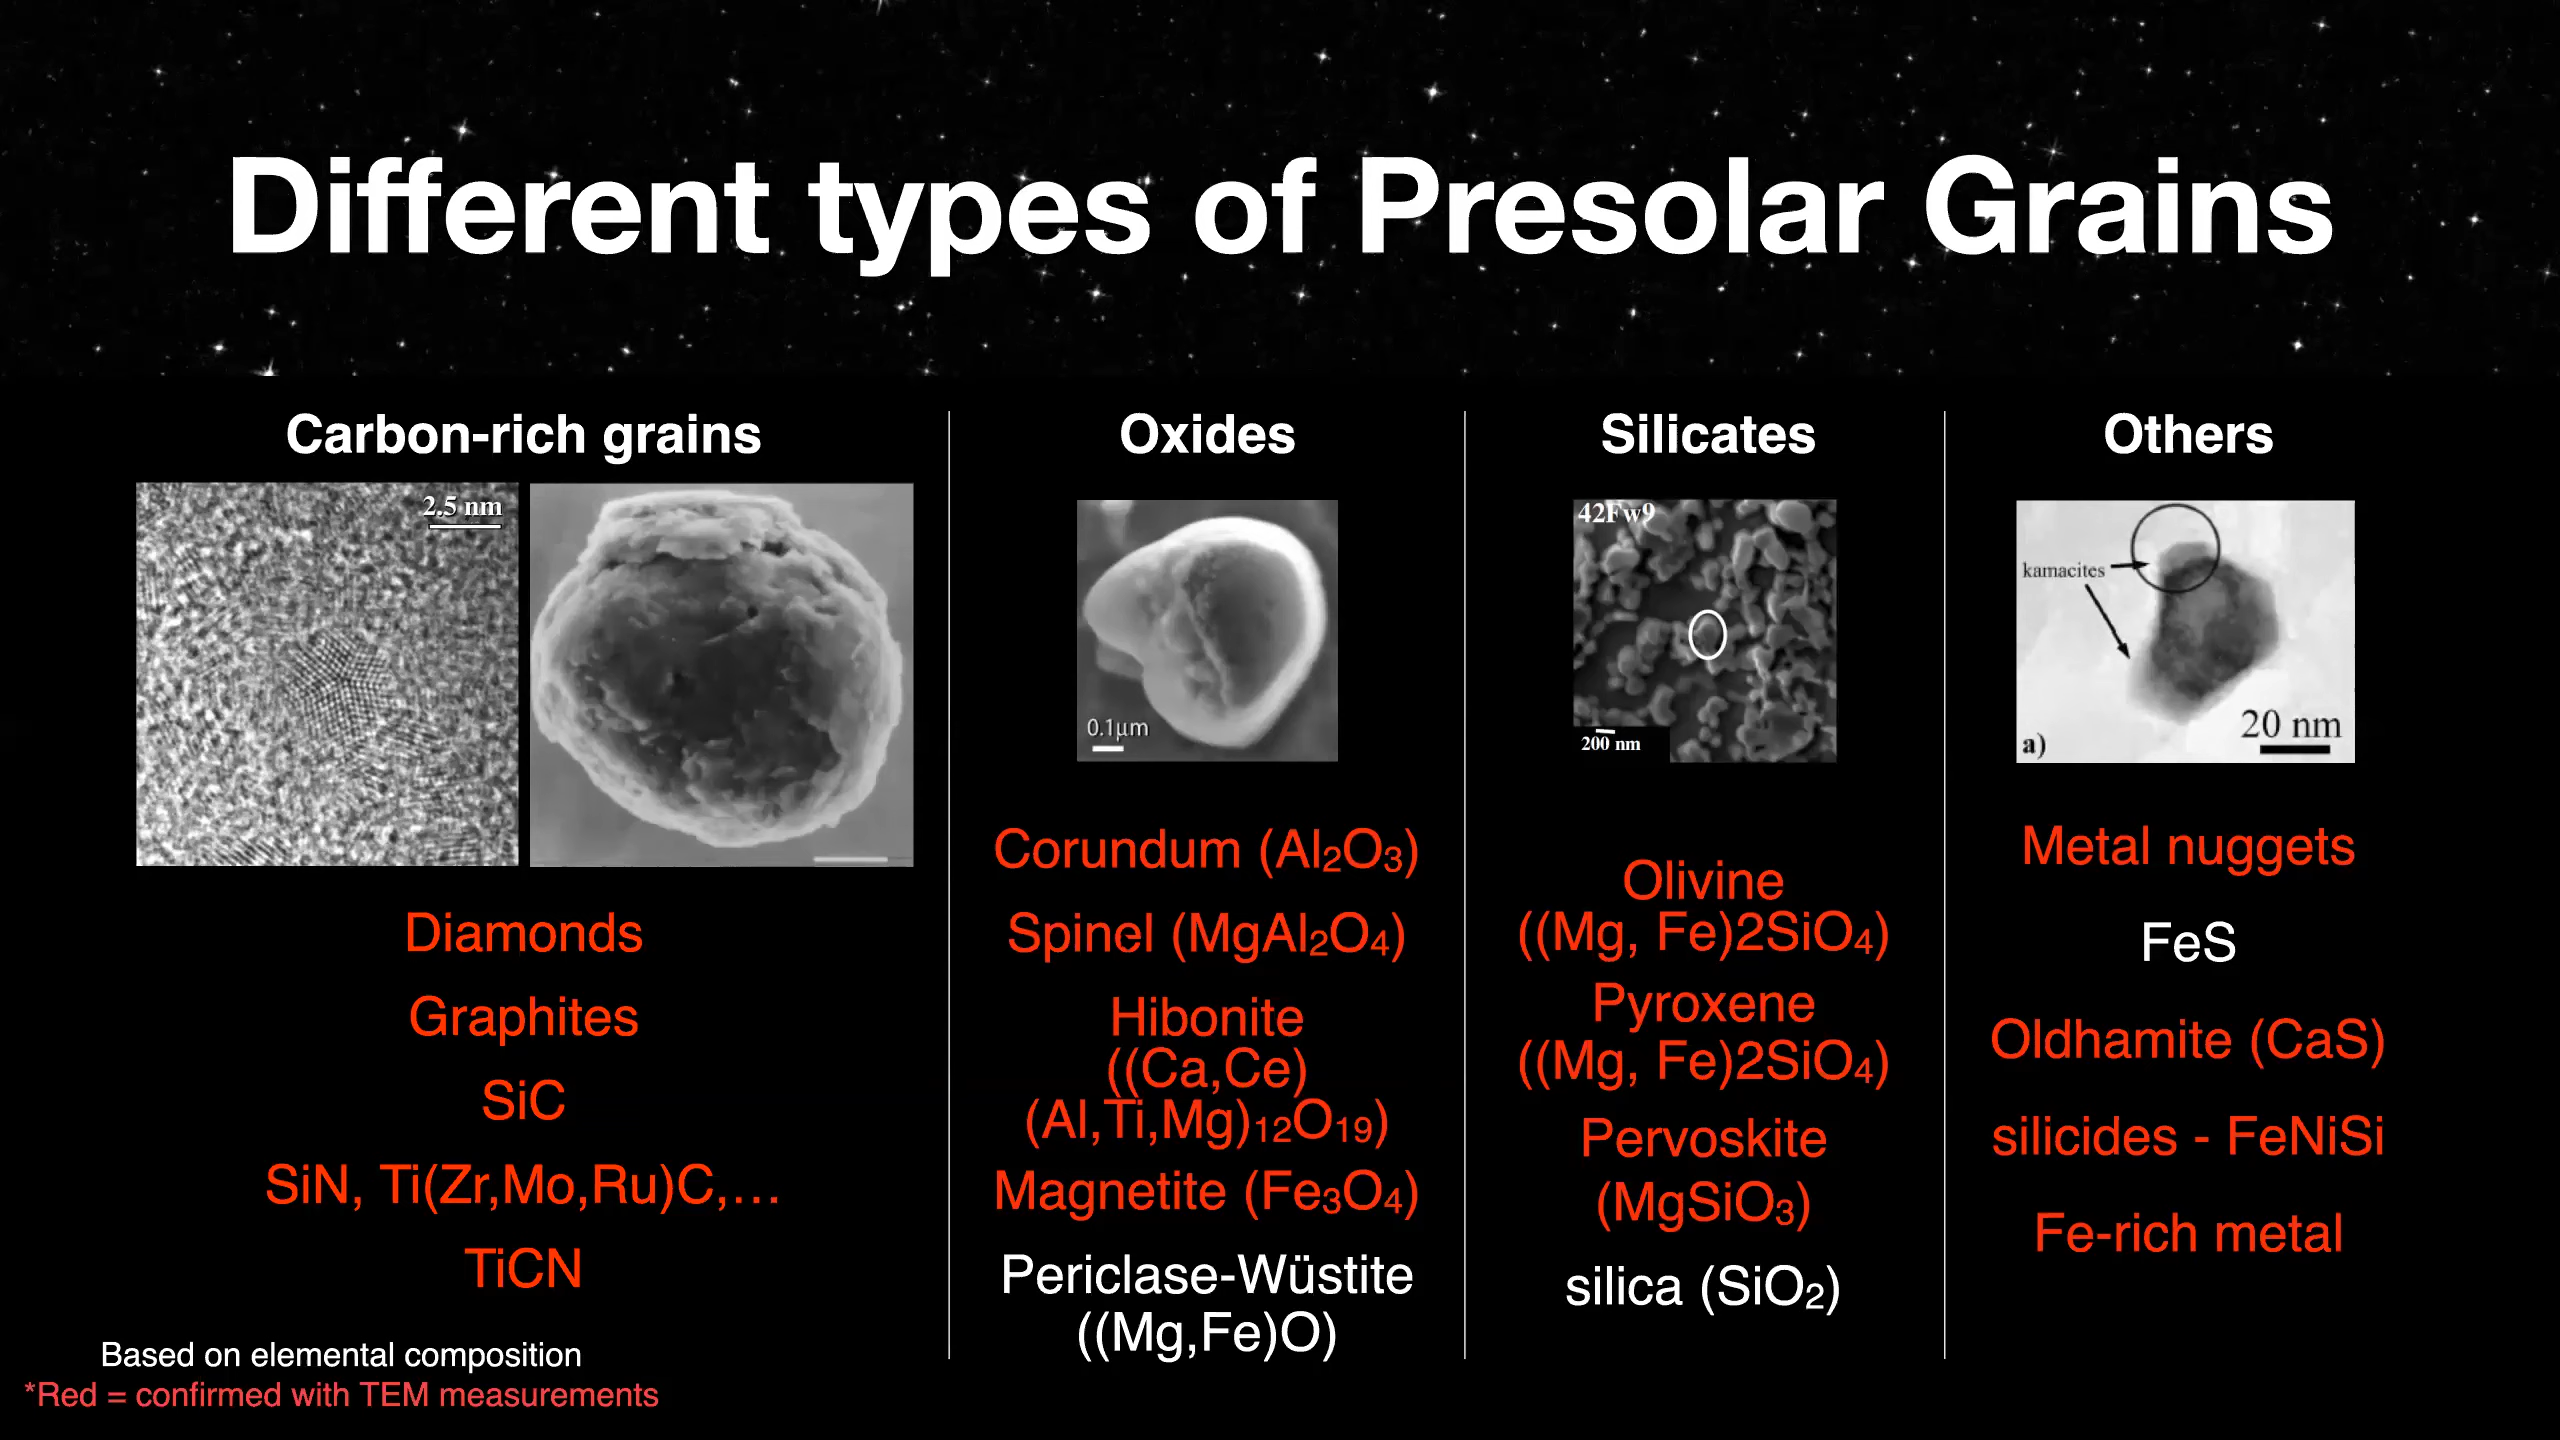 Different types of Presolar Grains
Carbon-rich grains
2.5 nm
Diamonds
Graphites
SiC
SiN, Ti(Zr,Mo,Ru)C,…
TiCN
Based on elemental composition
*Red = confirmed with TEM measurements
Oxides
0.1µm
Corundum (Al₂O₃)
Spinel (MgAl₂O₄)
Hibonite
((Ca,Ce)
(Al,Ti,Mg)₁₂O₁₉)
Magnetite (Fe₃O₄)
Periclase-Wüstite
((Mg,Fe)O)
Silicates
42Fw9
200 nm
Olivine
((Mg, Fe)2SiO₄)
Pyroxene
((Mg, Fe)2SiO₄)
Pervoskite
(MgSiO₃)
silica (SiO₂)
Others
kamacites
20 nm
a)
Metal nuggets
FeS
Oldhamite (CaS)
silicides - FeNiSi
Fe-rich metal